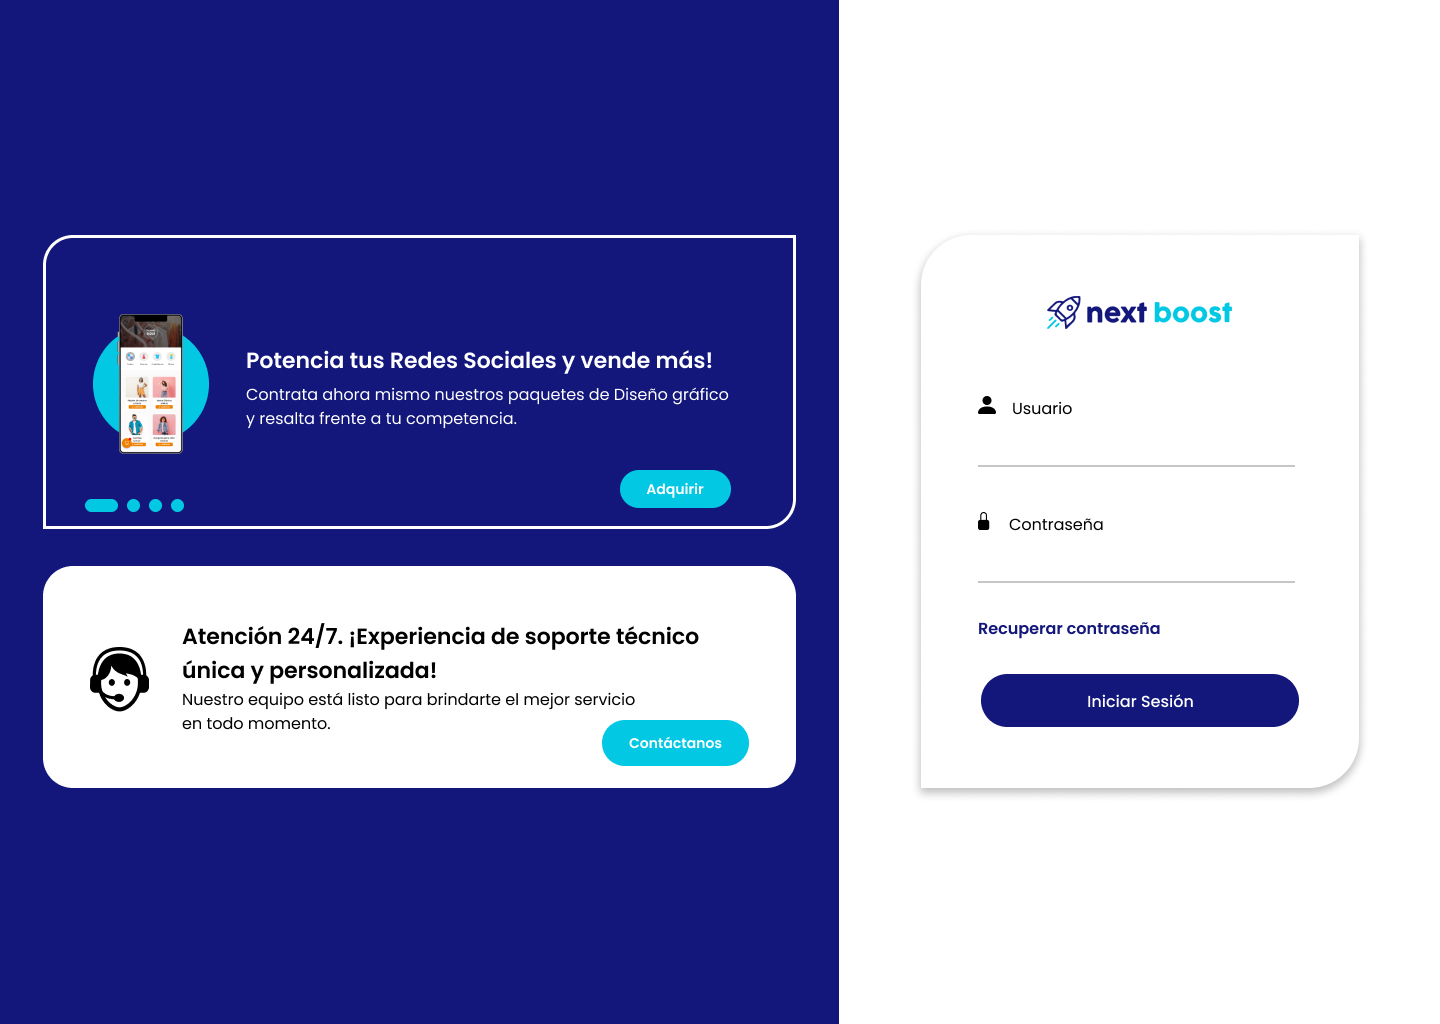 Potencia tus Redes Sociales y vende más!
Contrata ahora mismo nuestros paquetes de Diseño gráfico
y resalta frente a tu competencia.
Adquirir
Atención 24/7. ¡Experiencia de soporte técnico
única y personalizada!
Nuestro equipo está listo para brindarte el mejor servicio
en todo momento.
Contáctanos
next boost
Usuario
Contraseña
Recuperar contraseña
Iniciar Sesión